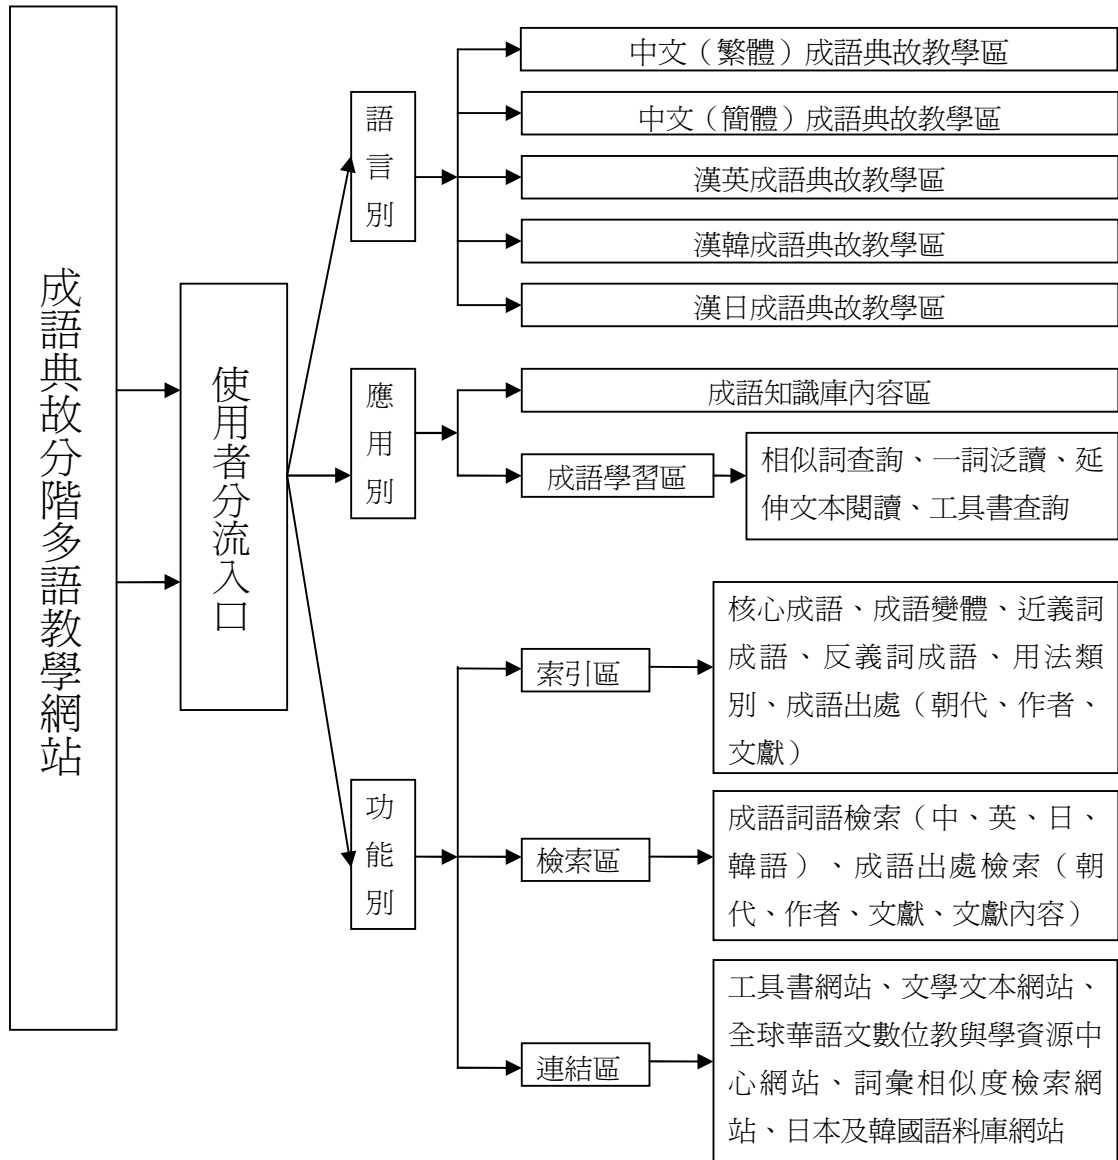 成語典故分階多語教學網站
使用者分流入口
語言別
中文（繁體）成語典故教學區
中文（簡體）成語典故教學區
漢英成語典故教學區
漢韓成語典故教學區
漢日成語典故教學區
應用別
成語知識庫內容區
成語學習區
相似詞查詢、一詞泛讀、延
伸文本閱讀、工具書查詢
功能別
索引區
核心成語、成語變體、近義詞
成語、反義詞成語、用法類
別、成語出處（朝代、作者、
文獻）
檢索區
成語詞語檢索（中、英、日、
韓語）、成語出處檢索（朝
代、作者、文獻、文獻內容）
連結區
工具書網站、文學文本網站、
全球華語文數位教與學資源中
心網站、詞彙相似度檢索網
站、日本及韓國語料庫網站